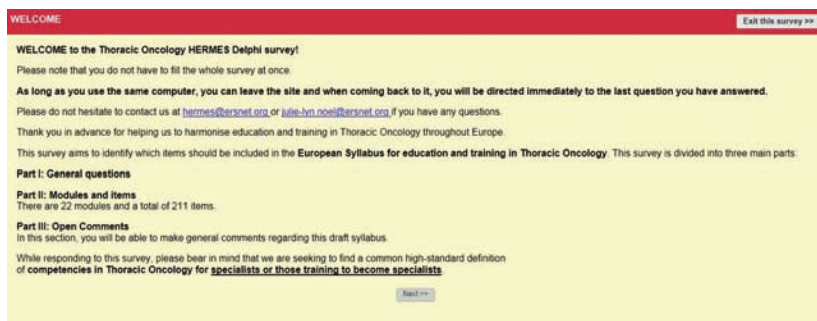 WELCOME
Exit this survey >>
WELCOME to the Thoracic Oncology HERMES Delphi survey!
Please note that you do not have to fill the whole survey at once.
As long as you use the same computer, you can leave the site and when coming back to it, you will be directed immediately to the last question you have answered.
Please do not hesitate to contact us at hermes@ersnet.org or julie-lyn.noel@ersnet.org if you have any questions.
Thank you in advance for helping us to harmonise education and training in Thoracic Oncology throughout Europe.
This survey aims to identify which items should be included in the European Syllabus for education and training in Thoracic Oncology. This survey is divided into three main parts:
Part I: General questions
Part II: Modules and items
There are 22 modules and a total of 211 items.
Part III: Open Comments
In this section, you will be able to make general comments regarding this draft syllabus.
While responding to this survey, please bear in mind that we are seeking to find a common high-standard definition
of competencies in Thoracic Oncology for specialists or those training to become specialists.
Next >>